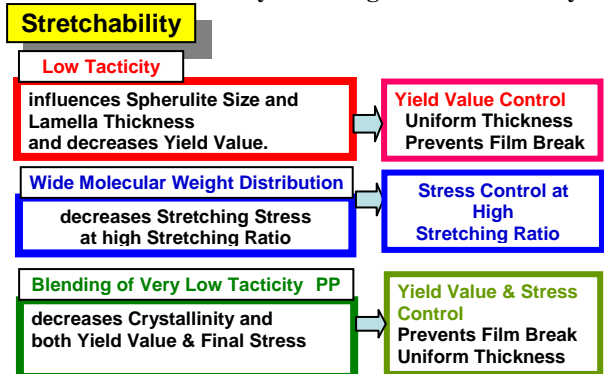 Stretchability
Low Tacticity
influences Spherulite Size and
Lamella Thickness
and decreases Yield Value.
Yield Value Control
Uniform Thickness
Prevents Film Break
Wide Molecular Weight Distribution
decreases Stretching Stress
at high Stretching Ratio
Stress Control at
High
Stretching Ratio
Blending of Very Low Tacticity PP
decreases Crystallinity and
both Yield Value & Final Stress
Yield Value & Stress
Control
Prevents Film Break
Uniform Thickness